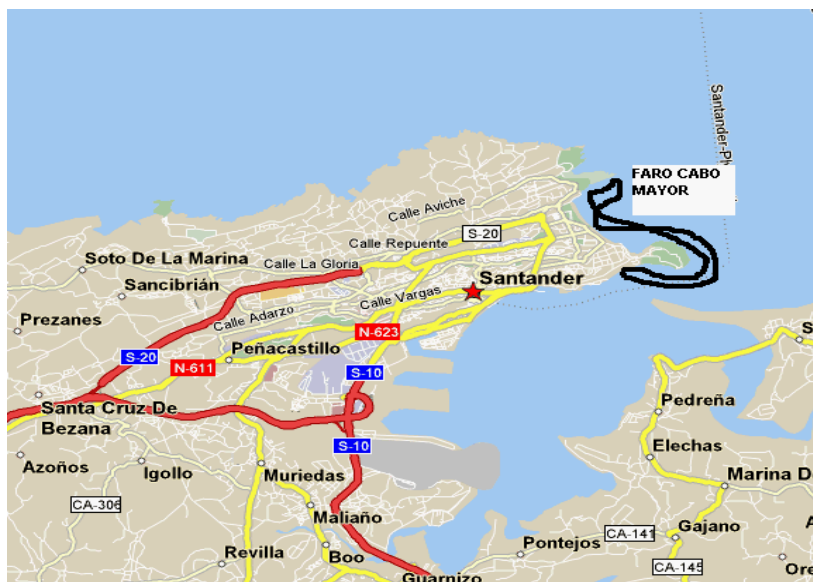 Santander-Ph
FARO CABO
MAYOR
Calle Aviche
S-20
Calle Repuente
Soto De La Marina
Calle La Gloria
Sancibrián
Santander
Calle Vargas
Prezanes
Calle Adarzo
N-623
S
S-20
Peñacastillo
N-611
S-10
Santa Cruz De
Bezana
Pedreña
S-10
Elechas
Azoños
Igollo
Muriedas
Marina D
CA-306
Maliaño
CA-141
Gajano
Revilla
Boo
Pontejos
Ore
CA-145
Guarnizo